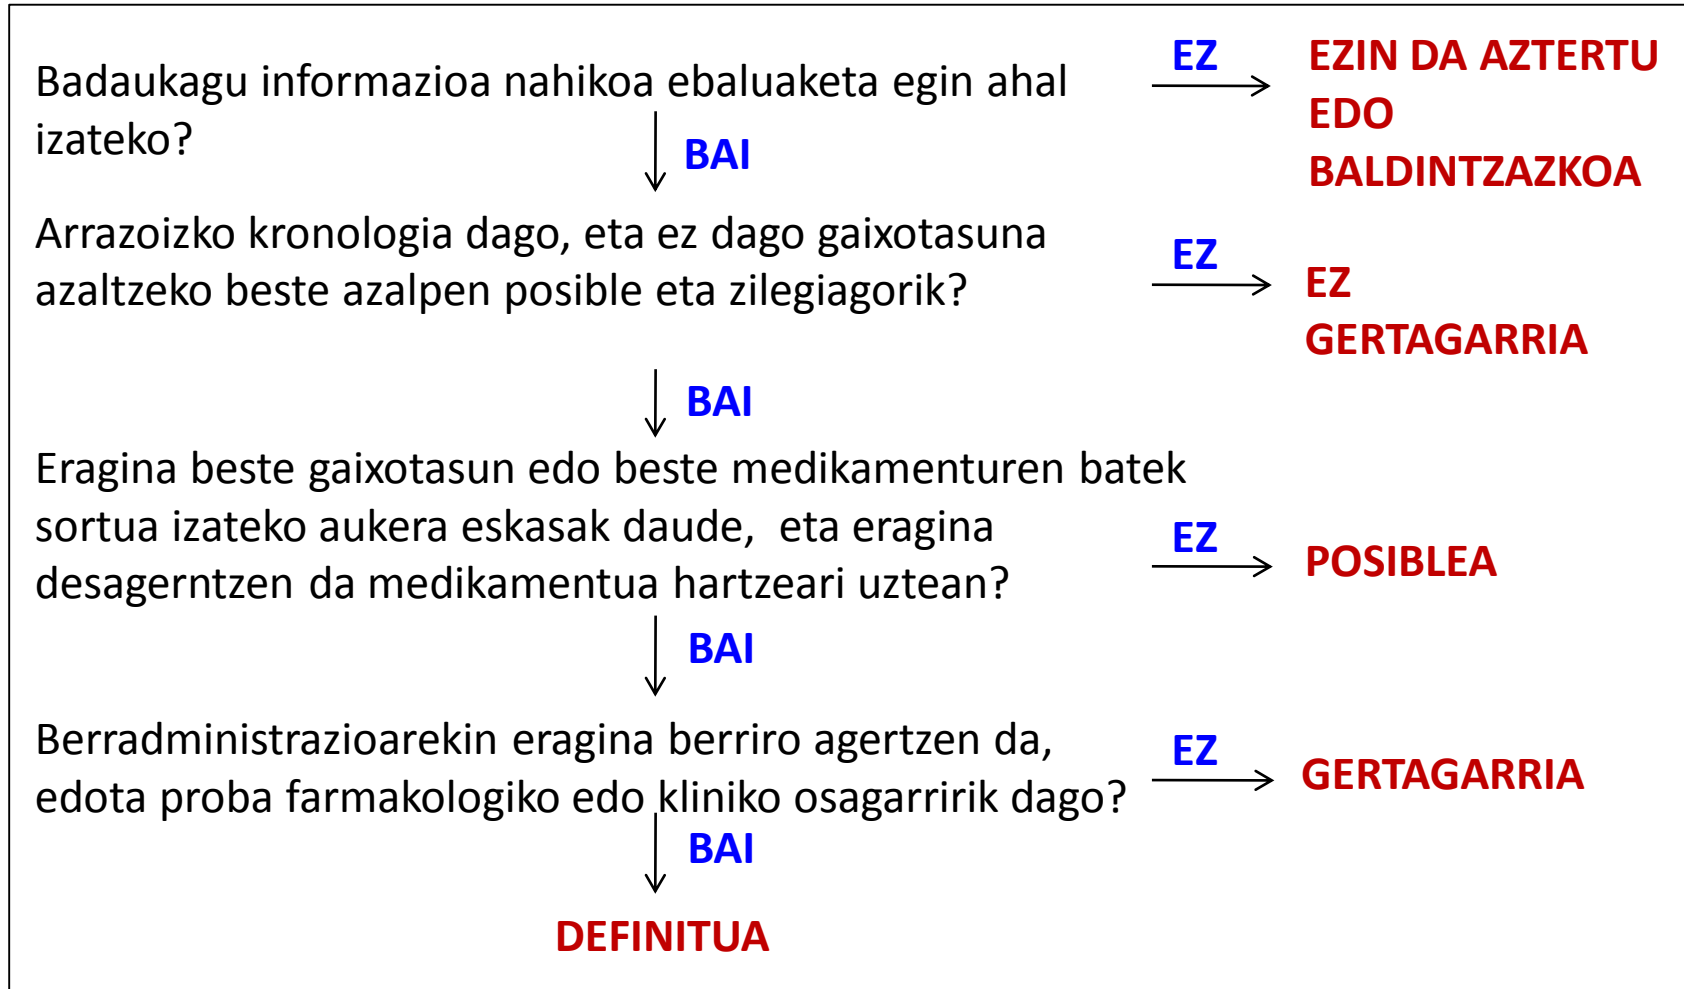 Badaukagu informazioa nahikoa ebaluaketa egin ahal
izateko?
EZ
EZIN DA AZTERTU
EDO
BALDINTZAZKOA
BAI
Arrazoizko kronologia dago, eta ez dago gaixotasuna
azaltzeko beste azalpen posible eta zilegiagorik?
EZ
EZ
GERTAGARRIA
BAI
Eragina beste gaixotasun edo beste medikamenturen batek
sortua izateko aukera eskasak daude, eta eragina
desagerntzen da medikamentua hartzeari uztean?
EZ
POSIBLEA
BAI
Berradministrazioarekin eragina berriro agertzen da,
edota proba farmakologiko edo kliniko osagarririk dago?
EZ
GERTAGARRIA
BAI
DEFINITUA